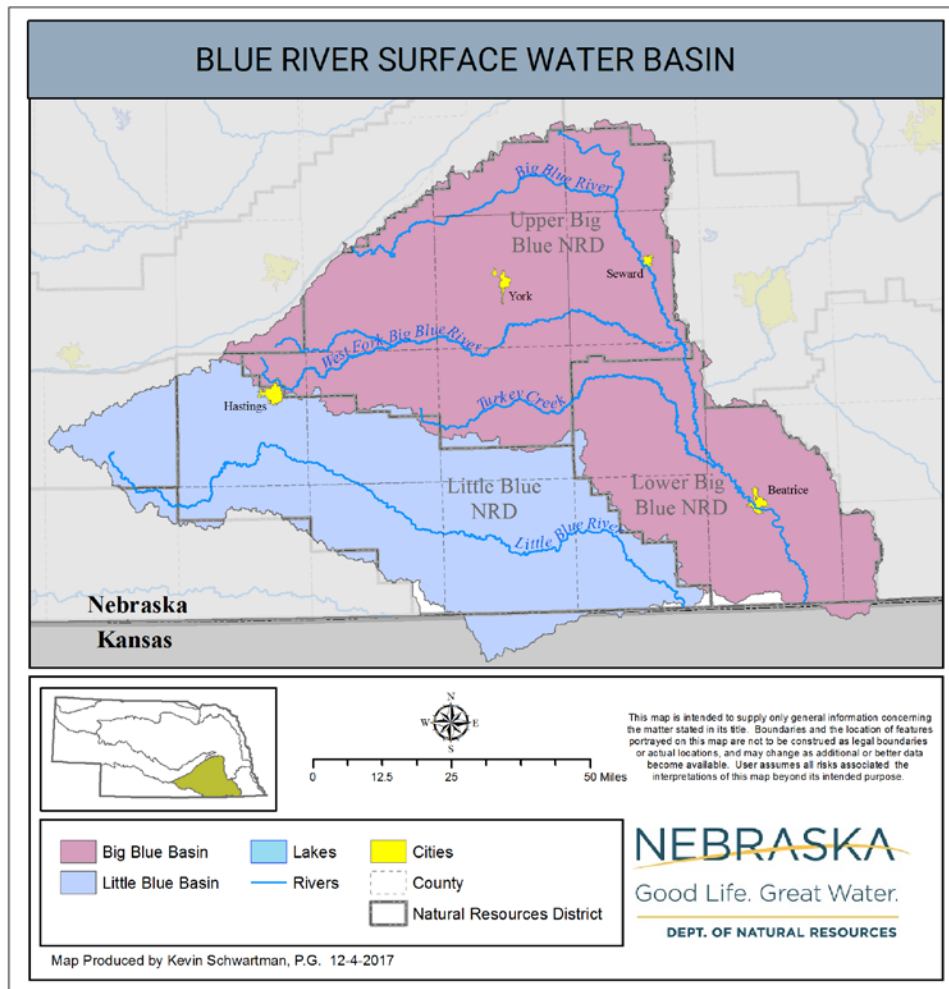 BLUE RIVER SURFACE WATER BASIN
Big Blue River
Upper Big
Blue NRD
Seward
York
West Fork Big Blue River
Hastings
Turkey Creek
Little Blue
NRD
Lower Big
Blue NRD
Beatrice
Little Blue River
Nebraska
Kansas
N
W E
S
0 12.5 25 50 Miles
This map is intended to supply only general information concerning
the matter stated in its title. Boundaries and the location of features
portrayed on this map are not to be construed as legal boundaries
or actual locations, and may change as additional or better data
become available. User assumes all risks associated the
interpretations of this map beyond its intended purpose.
Big Blue Basin
Little Blue Basin
Lakes
Rivers
Cities
County
Natural Resources District
NEBRASKA
Good Life. Great Water.
DEPT. OF NATURAL RESOURCES
Map Produced by Kevin Schwartman, P.G. 12-4-2017